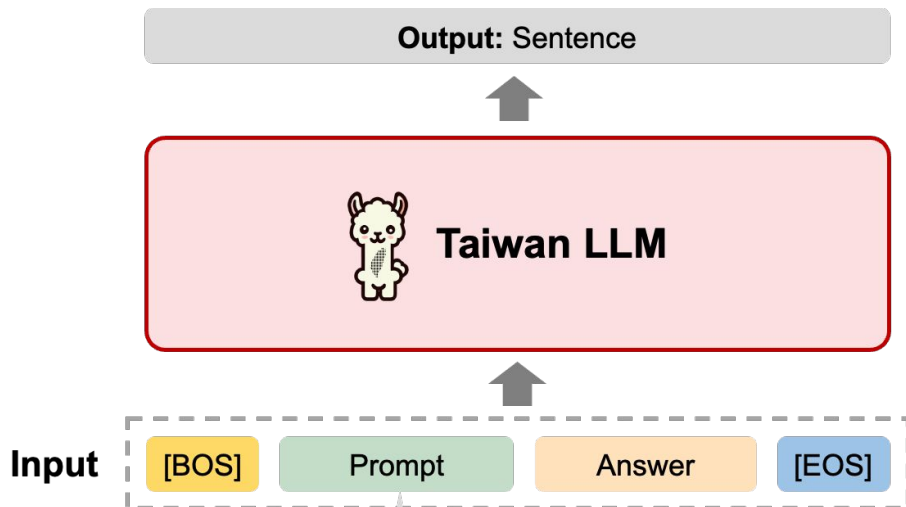 Output: Sentence
Taiwan LLM
Input
[BOS] Prompt Answer [EOS]